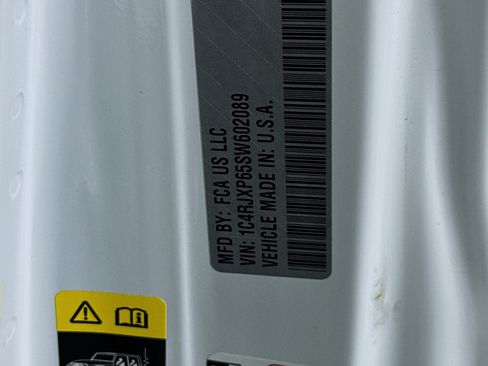 MFD BY: FCA US LLC
VIN: 1C4RJXP65SW602089
VEHICLE MADE IN: U.S.A.